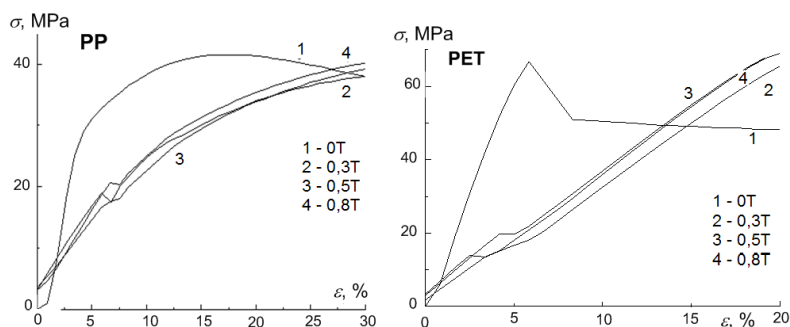 σ, MPa
PP
1
4
40
2
3
20
1 - 0T
2 - 0,3T
3 - 0,5T
4 - 0,8T
0
0 5 10 15 20 25 30
ε, %
σ, MPa
PET
60
3
4
2
40
1
20
1 - 0T
2 - 0,3T
3 - 0,5T
4 - 0,8T
0
0 5 10 15 20
ε, %